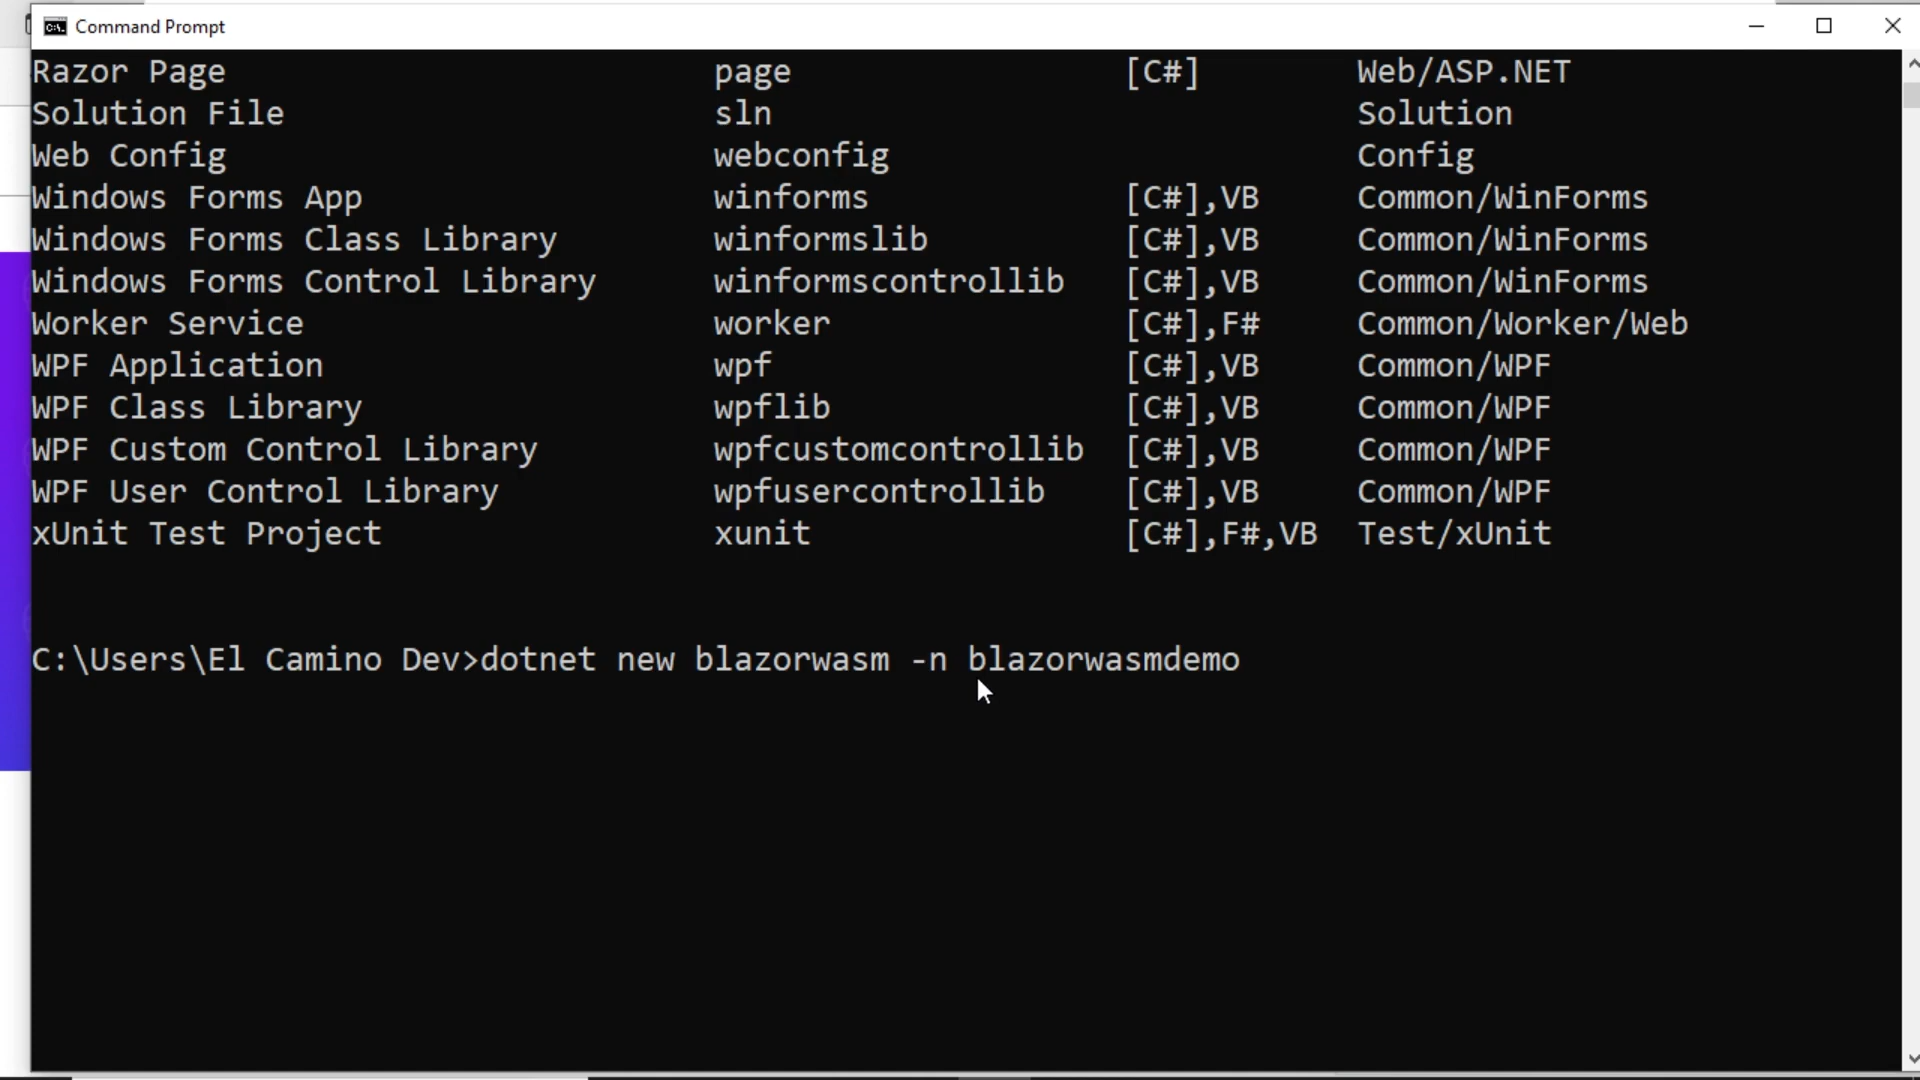 Command Prompt
Razor Page page [C#] Web/ASP.NET
Solution File sln Solution
Web Config webconfig Config
Windows Forms App winforms [C#],VB Common/WinForms
Windows Forms Class Library winformslib [C#],VB Common/WinForms
Windows Forms Control Library winformscontrollib [C#],VB Common/WinForms
Worker Service worker [C#],F# Common/Worker/Web
WPF Application wpf [C#],VB Common/WPF
WPF Class Library wpflib [C#],VB Common/WPF
WPF Custom Control Library wpfcustomcontrollib [C#],VB Common/WPF
WPF User Control Library wpfusercontrollib [C#],VB Common/WPF
xUnit Test Project xunit [C#],F#,VB Test/xUnit
C:\Users\El Camino Dev>dotnet new blazorwasm -n blazorwasmdemo